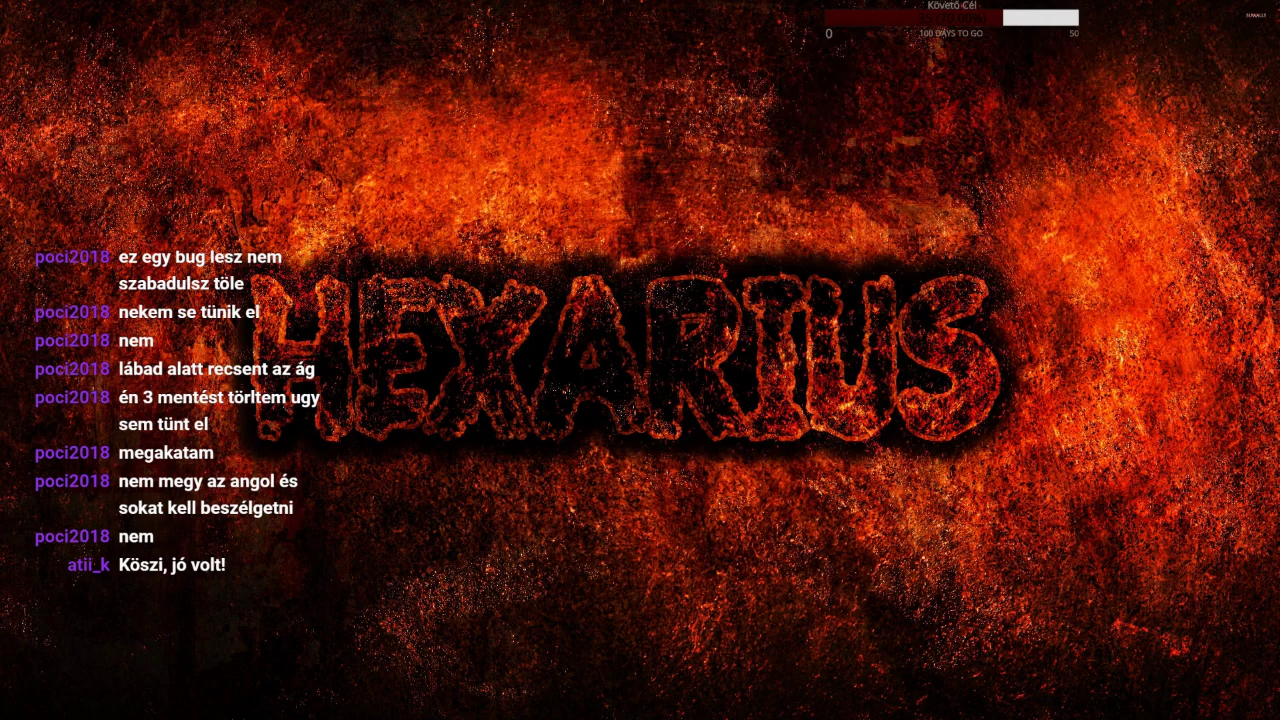 Követő Cél
0 100 DAYS TO GO 50
poci2018 ez egy bug lesz nem
szabadulsz töle
HEXARIUS
poci2018 nekem se tünik el
poci2018 nem
poci2018 lábad alatt recsent az ág
poci2018 én 3 mentést törltem ugy
sem tünt el
poci2018 megakatam
poci2018 nem megy az angol és
sokat kell beszélgetni
poci2018 nem
atii_k Köszi, jó volt!